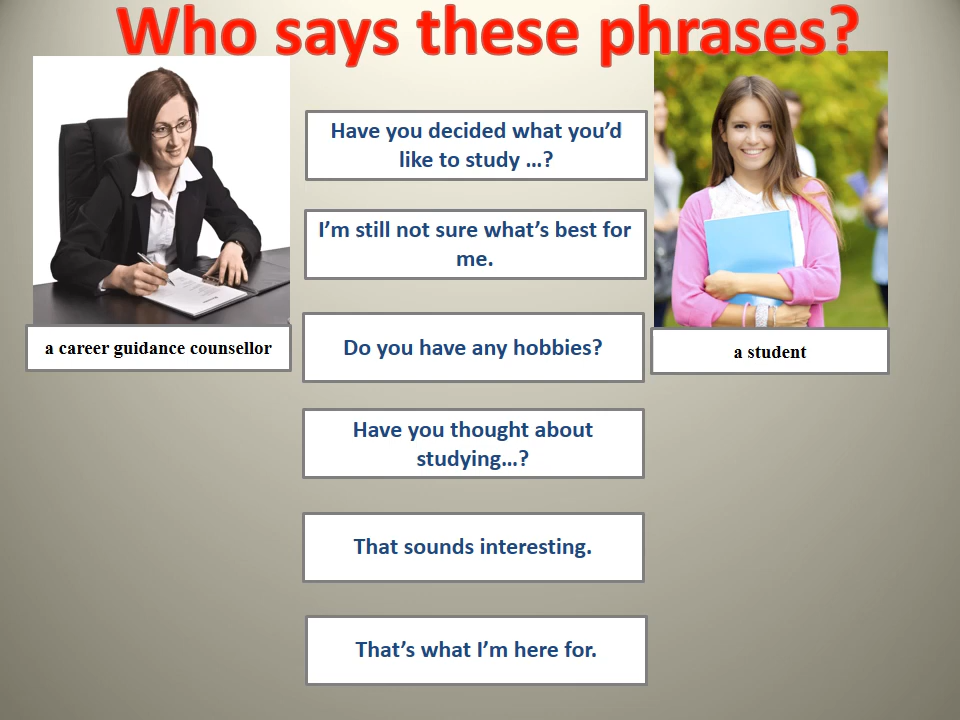 Who says these phrases?
Have you decided what you’d
like to study …?
I’m still not sure what’s best for
me.
Do you have any hobbies?
a career guidance counsellor
a student
Have you thought about
studying…?
That sounds interesting.
That’s what I’m here for.